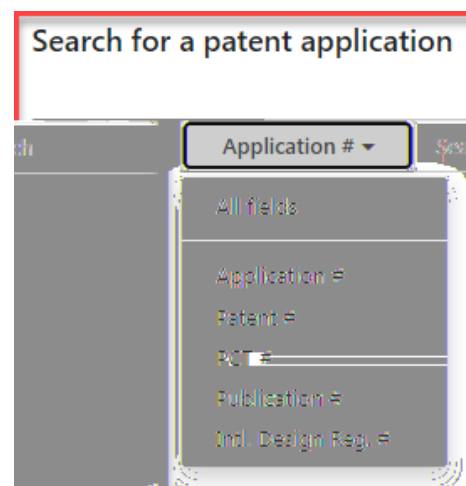 Search for a patent application
Application #
All fields
Application #
Patent #
PCT #
Publication #
Intl. Design Reg. #